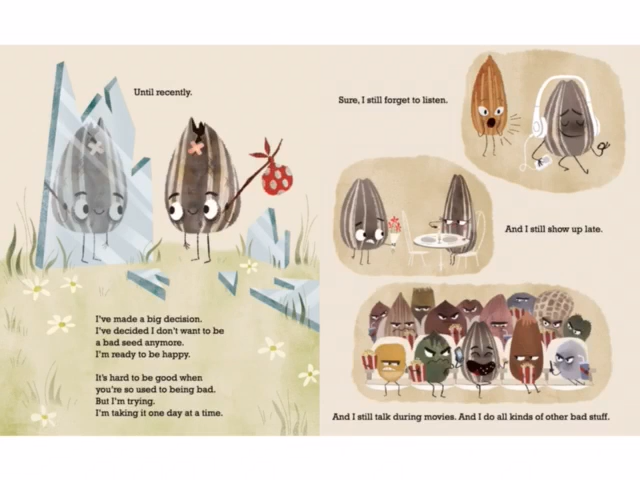 Until recently.
I've made a big decision.
I've decided I don't want to be
a bad seed anymore.
I'm ready to be happy.
It's hard to be good when
you're so used to being bad.
But I'm trying.
I'm taking it one day at a time.
Sure, I still forget to listen.
And I still show up late.
And I still talk during movies. And I do all kinds of other bad stuff.